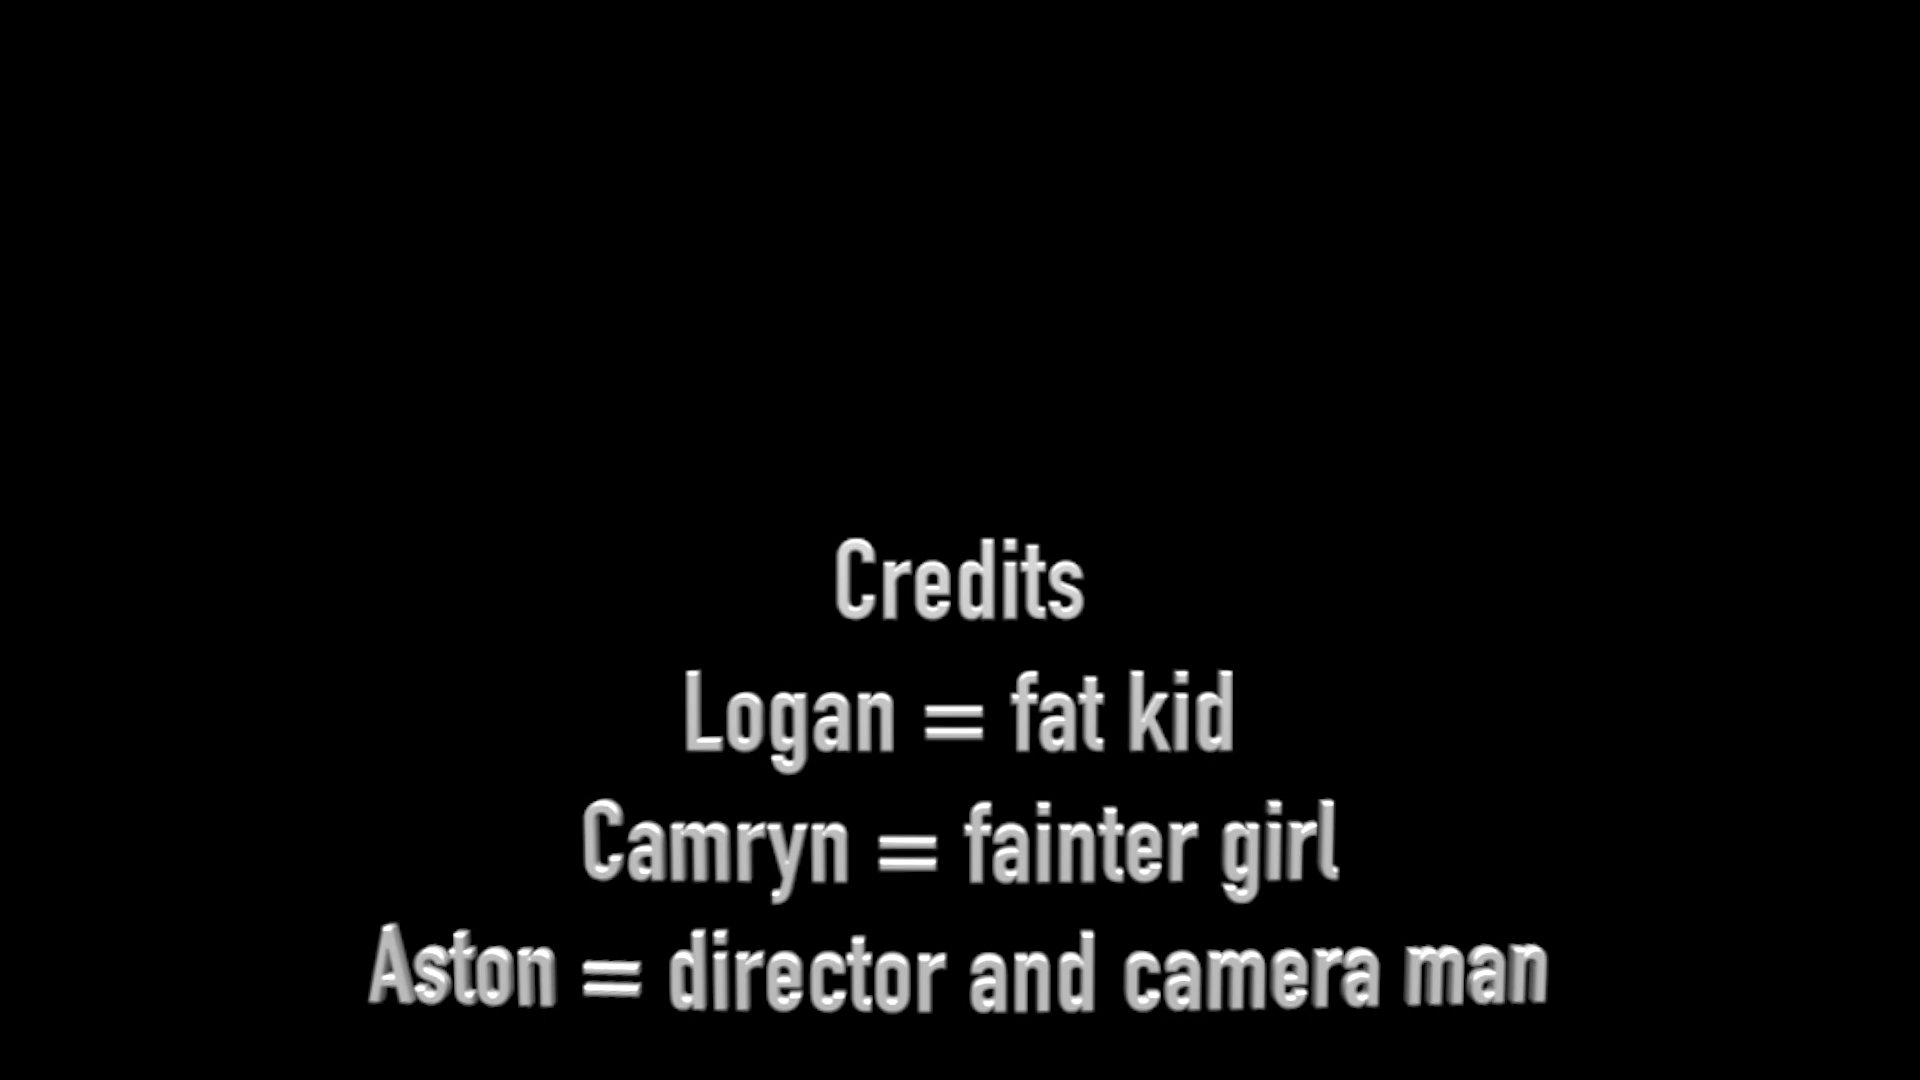 Credits
Logan = fat kid
Camryn = fainter girl
Aston = director and camera man